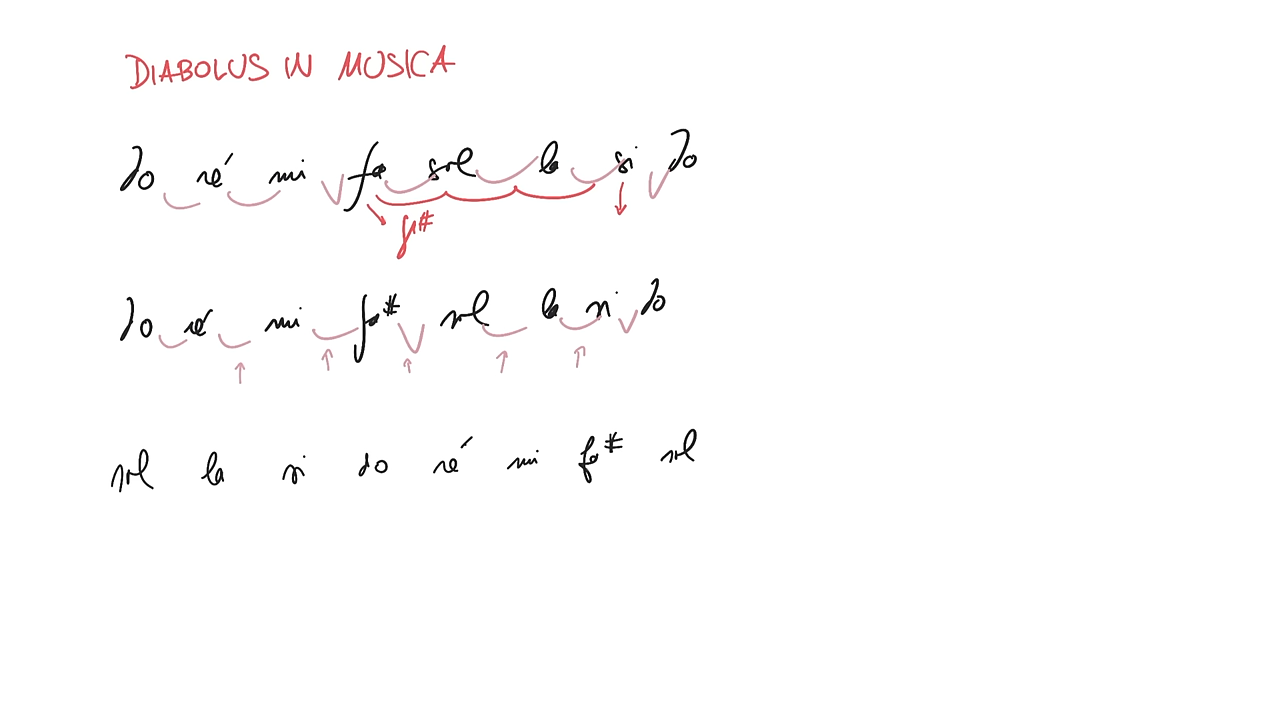 DIABOLUS IN MUSICA
Do ré mi fa sol la si Do
fa#
Do ré mi fa# sol la si Do
sol la si do ré mi fa# sol